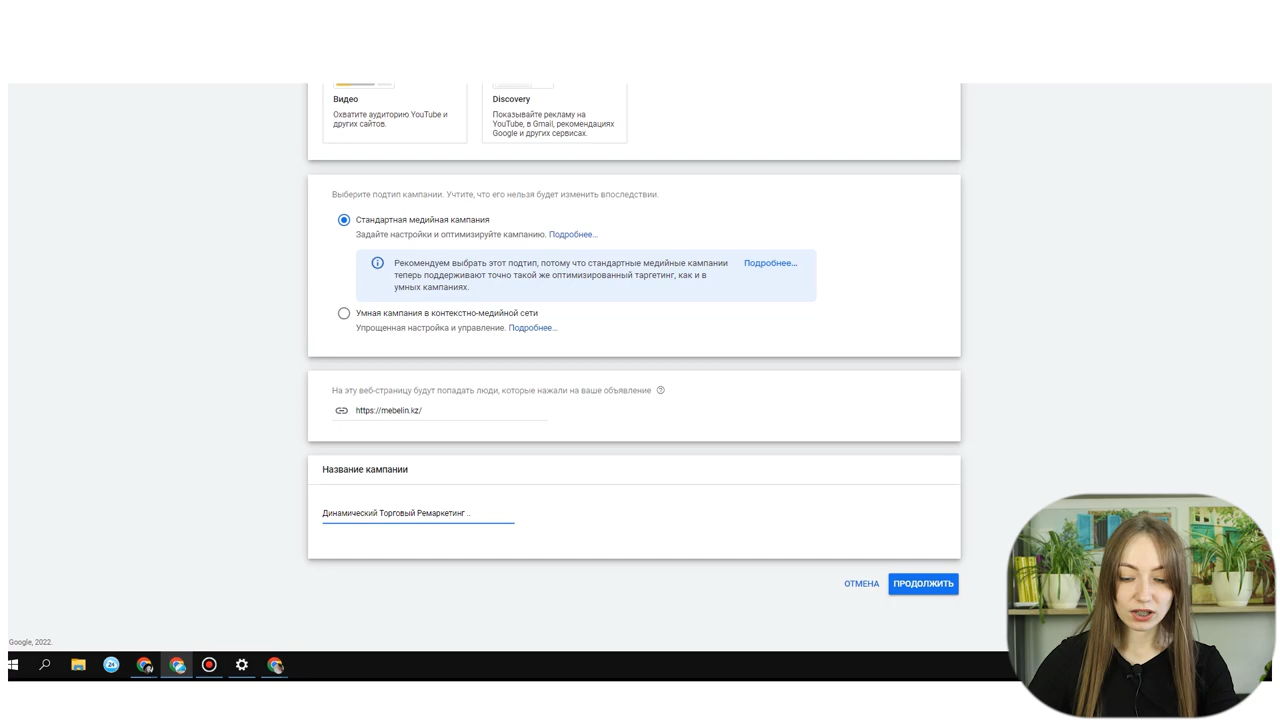 Видео
Охватите аудиторию YouTube и
других сайтов.
Discovery
Показывайте рекламу на
YouTube, в Gmail, рекомендациях
Google и других сервисах.
Выберите подтип кампании. Учтите, что его нельзя будет изменить впоследствии.
Стандартная медийная кампания
Задайте настройки и оптимизируйте кампанию. Подробнее...
Рекомендуем выбрать этот подтип, потому что стандартные медийные кампании Подробнее...
теперь поддерживают точно такой же оптимизированный таргетинг, как и в
умных кампаниях.
Умная кампания в контекстно-медийной сети
Упрощенная настройка и управление. Подробнее...
На эту веб-страницу будут попадать люди, которые нажали на ваше объявление
https://mebelin.kz/
Название кампании
Динамический Торговый Ремаркетинг ..
ОТМЕНА ПРОДОЛЖИТЬ
Google, 2022.